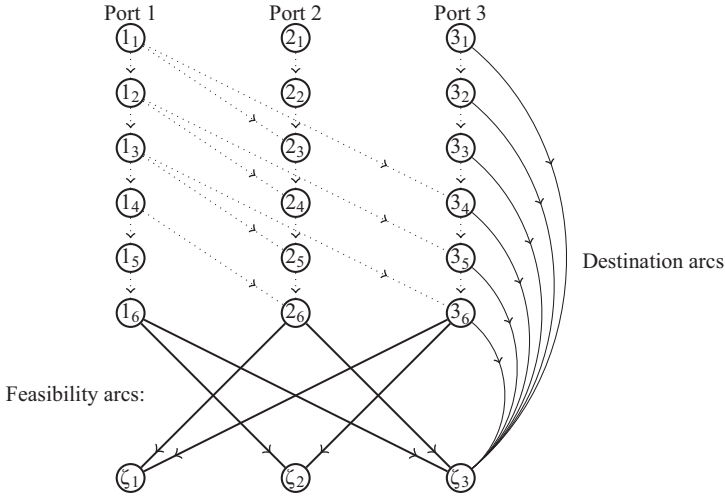 Port 1 Port 2 Port 3
1₁ 2₁ 3₁
1₂ 2₂ 3₂
1₃ 2₃ 3₃
1₄ 2₄ 3₄
1₅ 2₅ 3₅
Destination arcs
1₆ 2₆ 3₆
Feasibility arcs:
ζ₁ ζ₂ ζ₃